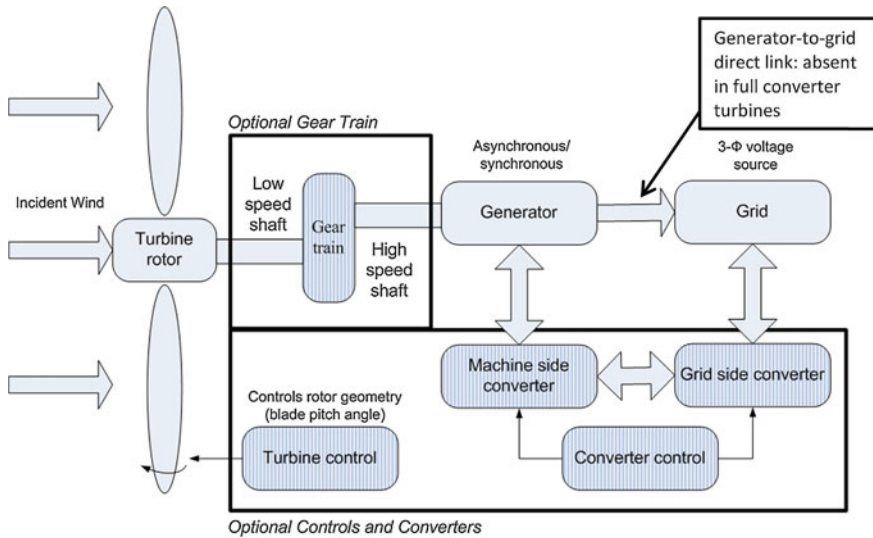 Generator-to-grid
direct link: absent
in full converter
turbines
Optional Gear Train
Asynchronous/
synchronous
3-Φ voltage
source
Incident Wind
Low
speed
shaft
Gear
train
High
speed
shaft
Generator
Grid
Turbine
rotor
Machine side
converter
Grid side converter
Controls rotor geometry
(blade pitch angle)
Turbine control
Converter control
Optional Controls and Converters